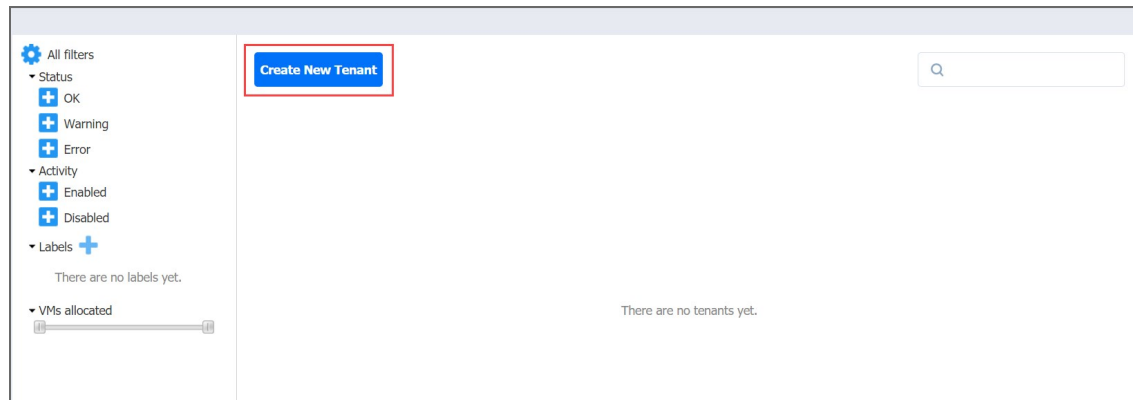 All filters
Status
OK
Warning
Error
Activity
Enabled
Disabled
Labels
There are no labels yet.
VMs allocated
Create New Tenant
There are no tenants yet.